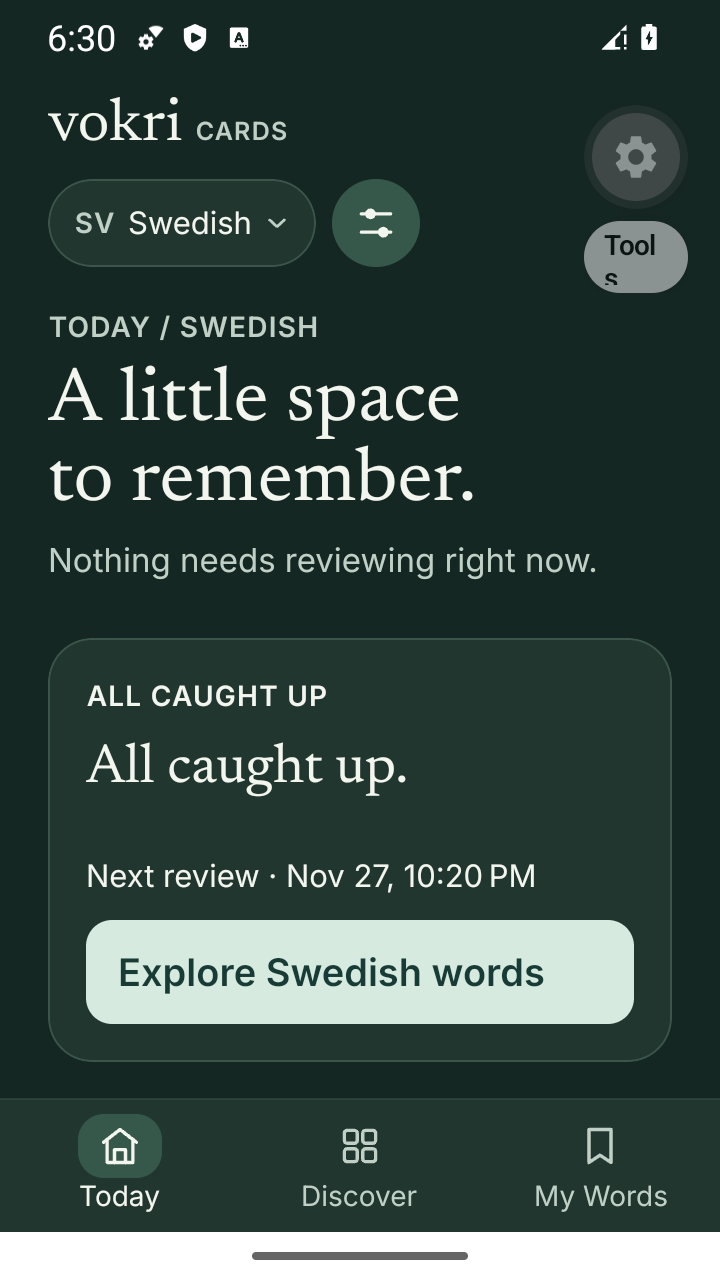 6:30
vokri CARDS
SV Swedish
Tool
s
TODAY / SWEDISH
A little space
to remember.
Nothing needs reviewing right now.
ALL CAUGHT UP
All caught up.
Next review · Nov 27, 10:20 PM
Explore Swedish words
Today
Discover
My Words